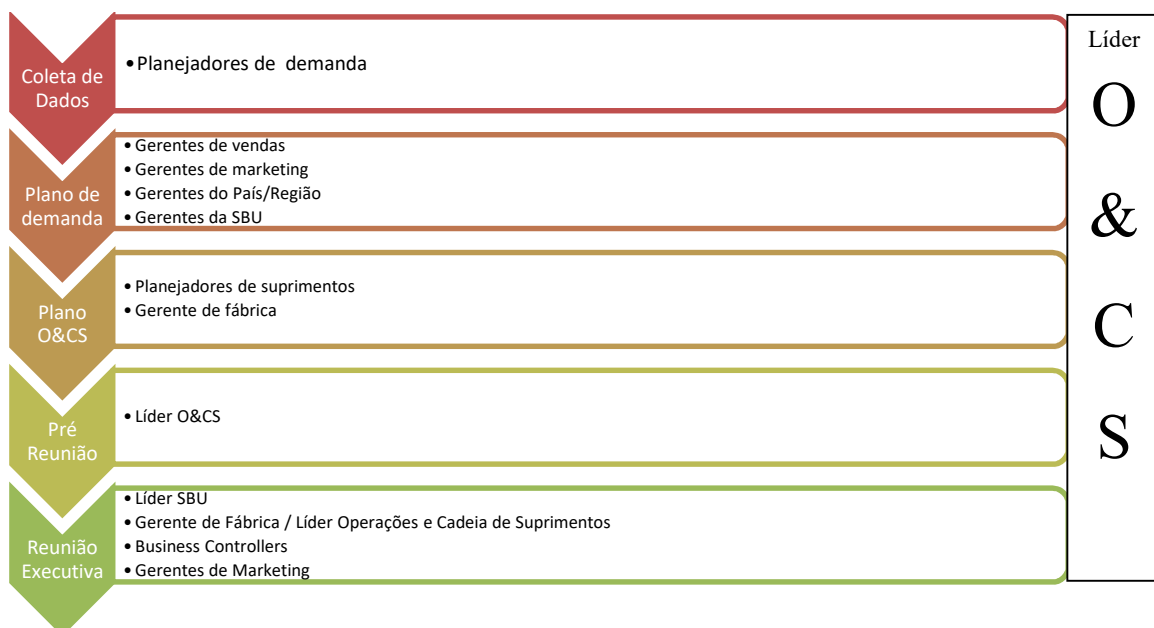 Coleta de
Dados
• Planejadores de demanda
Plano de
demanda
• Gerentes de vendas
• Gerentes de marketing
• Gerentes do País/Região
• Gerentes da SBU
Plano
O&CS
• Planejadores de suprimentos
• Gerente de fábrica
Pré
Reunião
• Líder O&CS
Reunião
Executiva
• Líder SBU
• Gerente de Fábrica / Líder Operações e Cadeia de Suprimentos
• Business Controllers
• Gerentes de Marketing
Líder
O
&
C
S